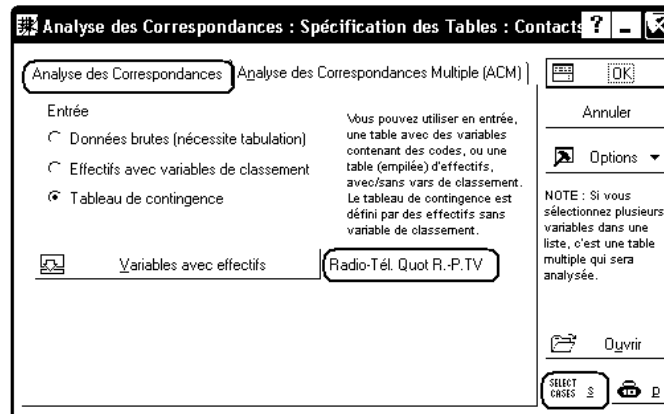 Analyse des Correspondances : Spécification des Tables : Contacts
Analyse des Correspondances
Analyse des Correspondances Multiple (ACM)
Entrée
Données brutes (nécessite tabulation)
Effectifs avec variables de classement
Tableau de contingence
Vous pouvez utiliser en entrée,
une table avec des variables
contenant des codes, ou une
table (empilée) d'effectifs,
avec/sans vars de classement.
Le tableau de contingence est
défini par des effectifs sans
variable de classement.
Variables avec effectifs
Radio-Tél. Quot R.-P.TV
OK
Annuler
Options
NOTE : Si vous
sélectionnez plusieurs
variables dans une
liste, c'est une table
multiple qui sera
analysée.
Ouvrir
SELECT
CASES S
D